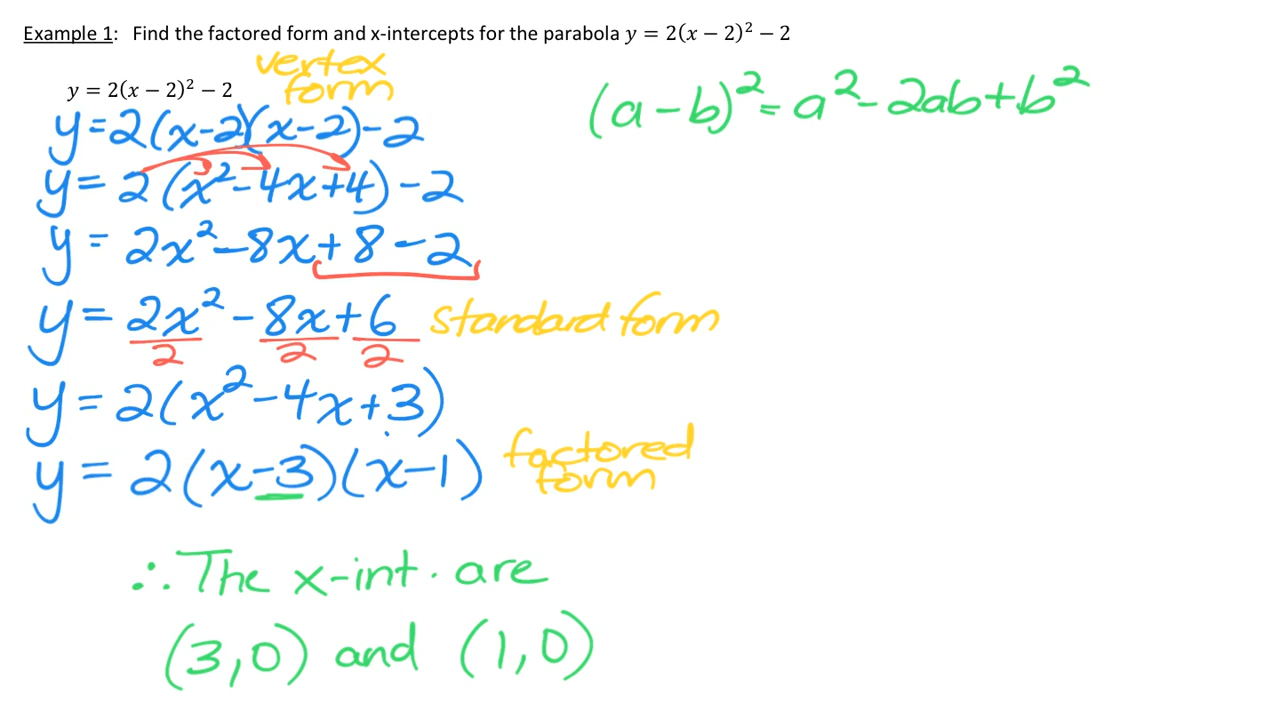 Example 1: Find the factored form and x-intercepts for the parabola y = 2(x − 2)² − 2
y = 2(x − 2)² − 2
vertex
form
(a-b)² = a² - 2ab + b²
y = 2(x-2)(x-2) - 2
y = 2(x² - 4x + 4) - 2
y = 2x² - 8x + 8 - 2
y = 2x² - 8x + 6 standard form
2 2 2
y = 2(x² - 4x + 3)
y = 2(x-3)(x-1) factored
form
∴ The x-int. are
(3,0) and (1,0)